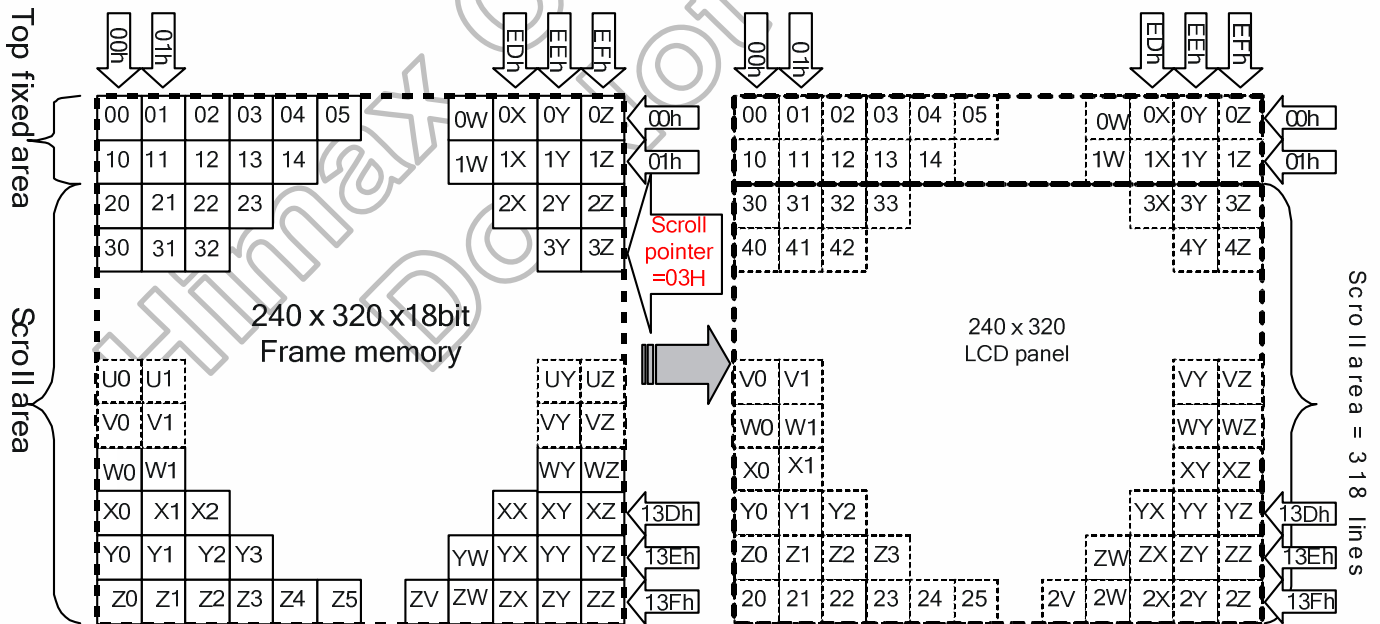 00h 01h EDh EEh EFh 00h 01h EDh EEh EFh
Top fixed area
00 01 02 03 04 05 0W 0X 0Y 0Z 00h 00 01 02 03 04 05 0W 0X 0Y 0Z 00h
10 11 12 13 14 1W 1X 1Y 1Z 01h 10 11 12 13 14 1W 1X 1Y 1Z 01h
20 21 22 23 2X 2Y 2Z 30 31 32 33 3X 3Y 3Z
30 31 32 3Y 3Z 40 41 42 4Y 4Z
Scroll
pointer
=03H
Scroll area
240 x 320 x18bit
Frame memory
240 x 320
LCD panel
Scroll area = 318 lines
U0 U1 UY UZ V0 V1 VY VZ
V0 V1 VY VZ W0 W1 WY WZ
W0 W1 WY WZ X0 X1 XY XZ
X0 X1 X2 XX XY XZ 13Dh Y0 Y1 Y2 YX YY YZ 13Dh
Y0 Y1 Y2 Y3 YW YX YY YZ 13Eh Z0 Z1 Z2 Z3 ZW ZX ZY ZZ 13Eh
Z0 Z1 Z2 Z3 Z4 Z5 ZV ZW ZX ZY ZZ 13Fh 20 21 22 23 24 25 2V 2W 2X 2Y 2Z 13Fh
Himax